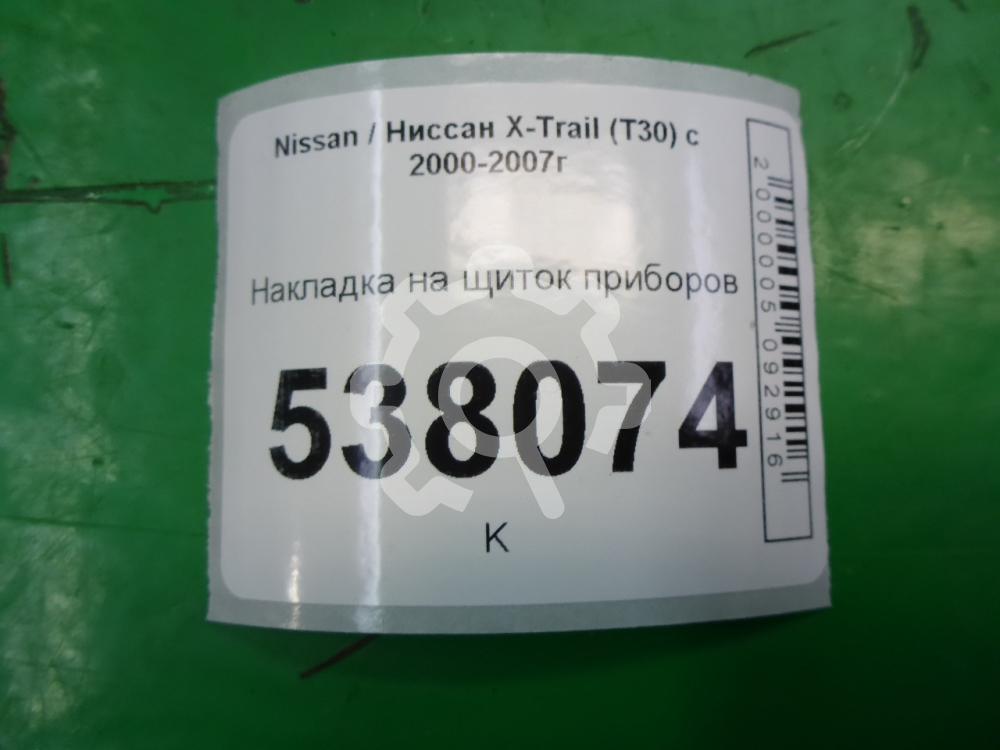 Nissan / Ниссан X-Trail (T30) с
2000-2007г
Накладка на щиток приборов
538074
К
2000005092916